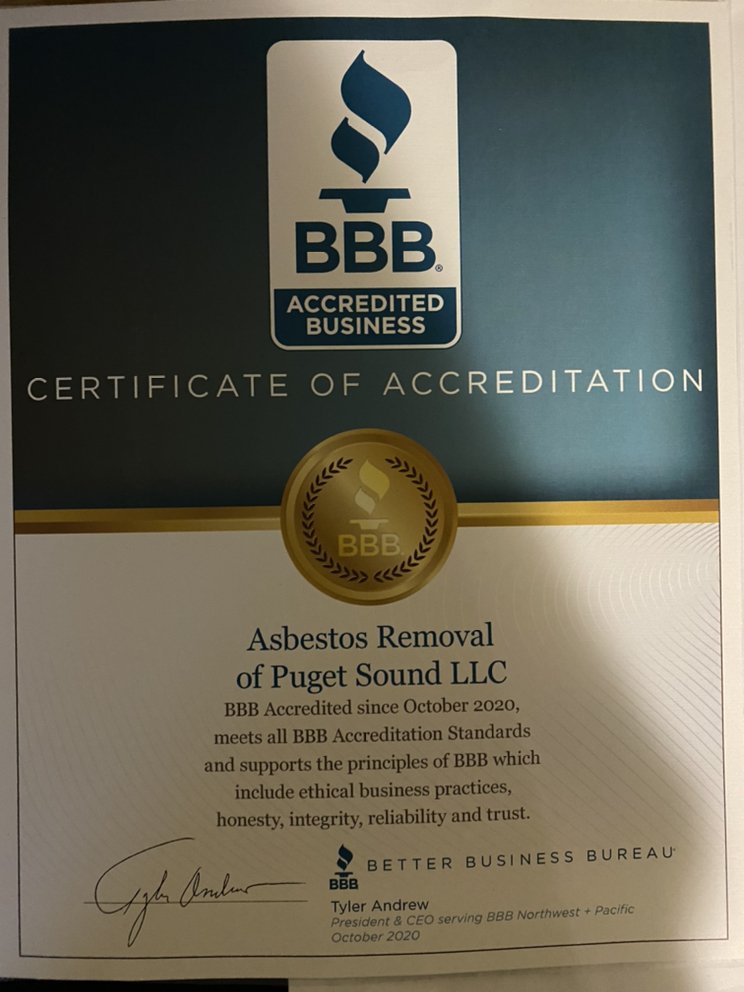 BBB®
ACCREDITED
BUSINESS
CERTIFICATE OF ACCREDITATION
BBB
Asbestos Removal
of Puget Sound LLC
BBB Accredited since October 2020,
meets all BBB Accreditation Standards
and supports the principles of BBB which
include ethical business practices,
honesty, integrity, reliability and trust.
Tyler Andrew
BBB
BETTER BUSINESS BUREAU
Tyler Andrew
President & CEO serving BBB Northwest + Pacific
October 2020